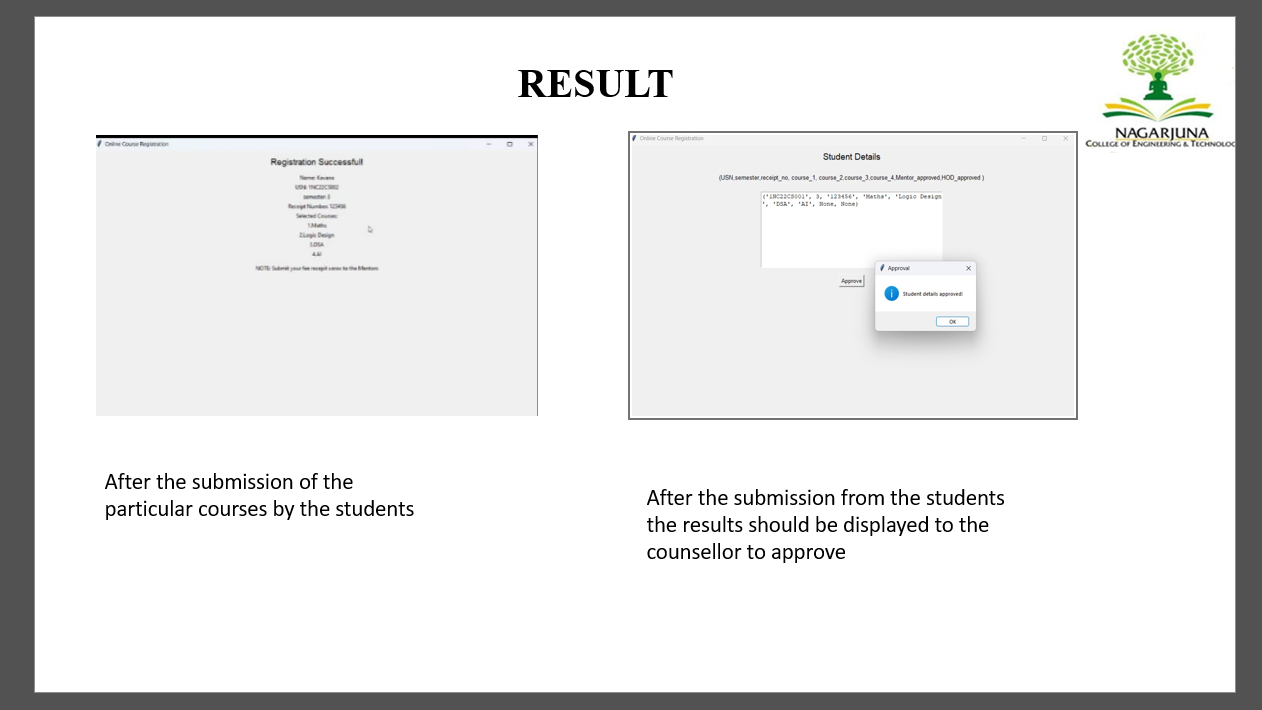 RESULT
NAGARJUNA
COLLEGE OF ENGINEERING & TECHNOLOG
Online Course Registration
Registration Successful!
Name: Kavana
USN: 1NC22CS002
semester: 3
Receipt Number: 123456
Selected Courses:
1.Maths
2.Logic Design
3.DSA
4.AI
NOTE: Submit your fee receipt to the Mentors
Online Course Registration
Student Details
(USN,semester,receipt_no, course_1, course_2,course_3,course_4,Mentor_approved,HOD_approved )
('1NC22CS001', 3, '123456', 'Maths', 'Logic Design
', 'DSA', 'AI', None, None)
Approve
Approval
Student details approved!
OK
After the submission of the
particular courses by the students
After the submission from the students
the results should be displayed to the
counsellor to approve